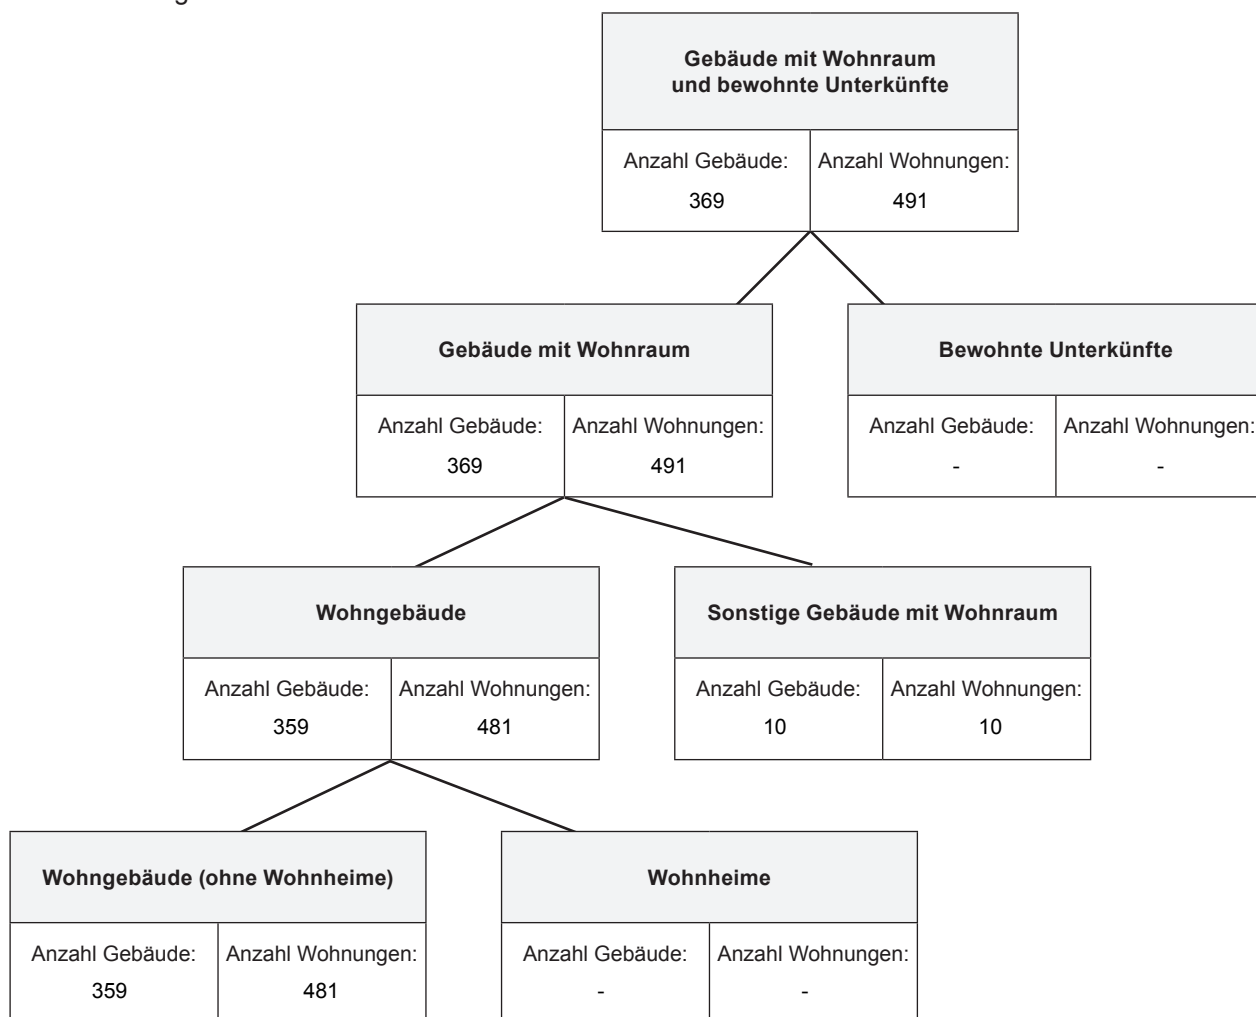 Gebäude mit Wohnraum
und bewohnte Unterkünfte
Anzahl Gebäude: Anzahl Wohnungen:
369 491
Gebäude mit Wohnraum
Anzahl Gebäude: Anzahl Wohnungen:
369 491
Bewohnte Unterkünfte
Anzahl Gebäude: Anzahl Wohnungen:
- -
Wohngebäude
Anzahl Gebäude: Anzahl Wohnungen:
359 481
Sonstige Gebäude mit Wohnraum
Anzahl Gebäude: Anzahl Wohnungen:
10 10
Wohngebäude (ohne Wohnheime)
Anzahl Gebäude: Anzahl Wohnungen:
359 481
Wohnheime
Anzahl Gebäude: Anzahl Wohnungen:
- -